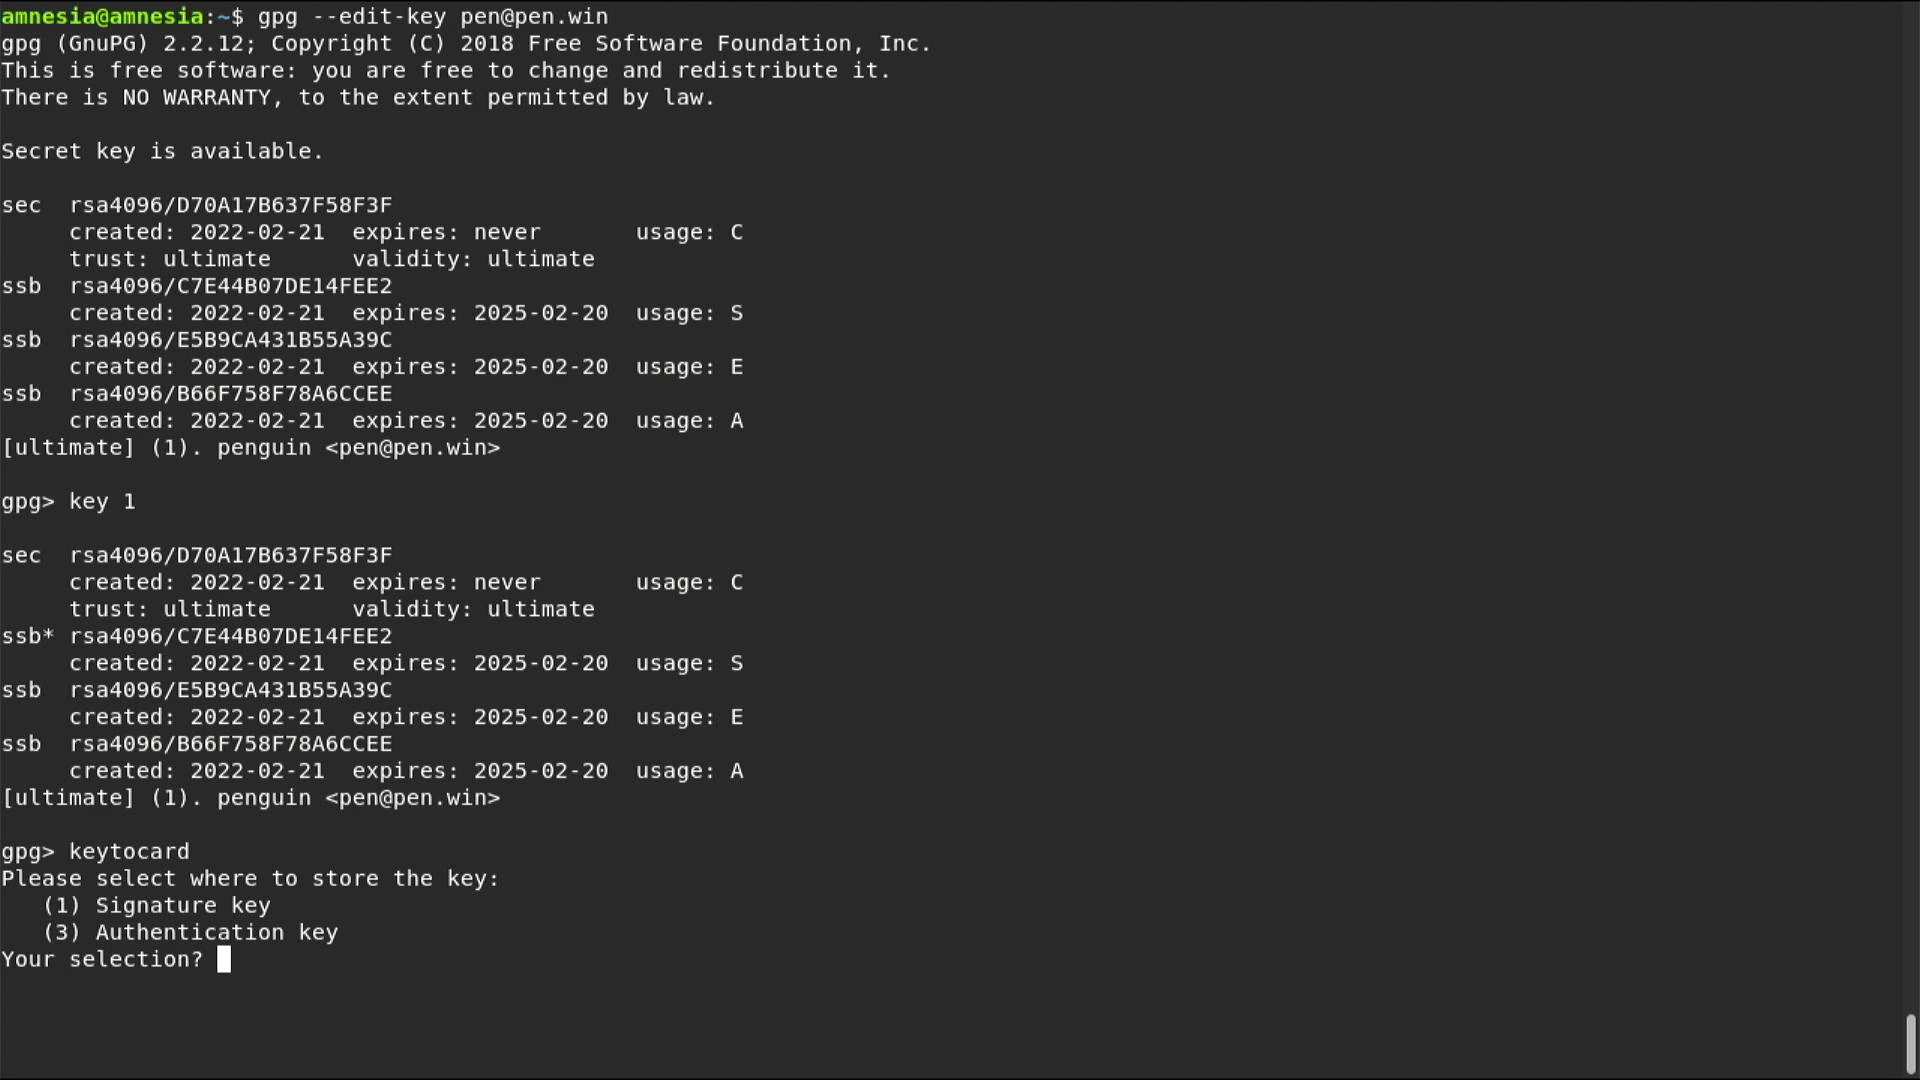 amnesia@amnesia:~$ gpg --edit-key pen@pen.win
gpg (GnuPG) 2.2.12; Copyright (C) 2018 Free Software Foundation, Inc.
This is free software: you are free to change and redistribute it.
There is NO WARRANTY, to the extent permitted by law.

Secret key is available.

sec  rsa4096/D70A17B637F58F3F
     created: 2022-02-21  expires: never       usage: C
     trust: ultimate      validity: ultimate
ssb  rsa4096/C7E44B07DE14FEE2
     created: 2022-02-21  expires: 2025-02-20  usage: S
ssb  rsa4096/E5B9CA431B55A39C
     created: 2022-02-21  expires: 2025-02-20  usage: E
ssb  rsa4096/B66F758F78A6CCEE
     created: 2022-02-21  expires: 2025-02-20  usage: A
[ultimate] (1). penguin <pen@pen.win>

gpg> key 1

sec  rsa4096/D70A17B637F58F3F
     created: 2022-02-21  expires: never       usage: C
     trust: ultimate      validity: ultimate
ssb* rsa4096/C7E44B07DE14FEE2
     created: 2022-02-21  expires: 2025-02-20  usage: S
ssb  rsa4096/E5B9CA431B55A39C
     created: 2022-02-21  expires: 2025-02-20  usage: E
ssb  rsa4096/B66F758F78A6CCEE
     created: 2022-02-21  expires: 2025-02-20  usage: A
[ultimate] (1). penguin <pen@pen.win>

gpg> keytocard
Please select where to store the key:
   (1) Signature key
   (3) Authentication key
Your selection?